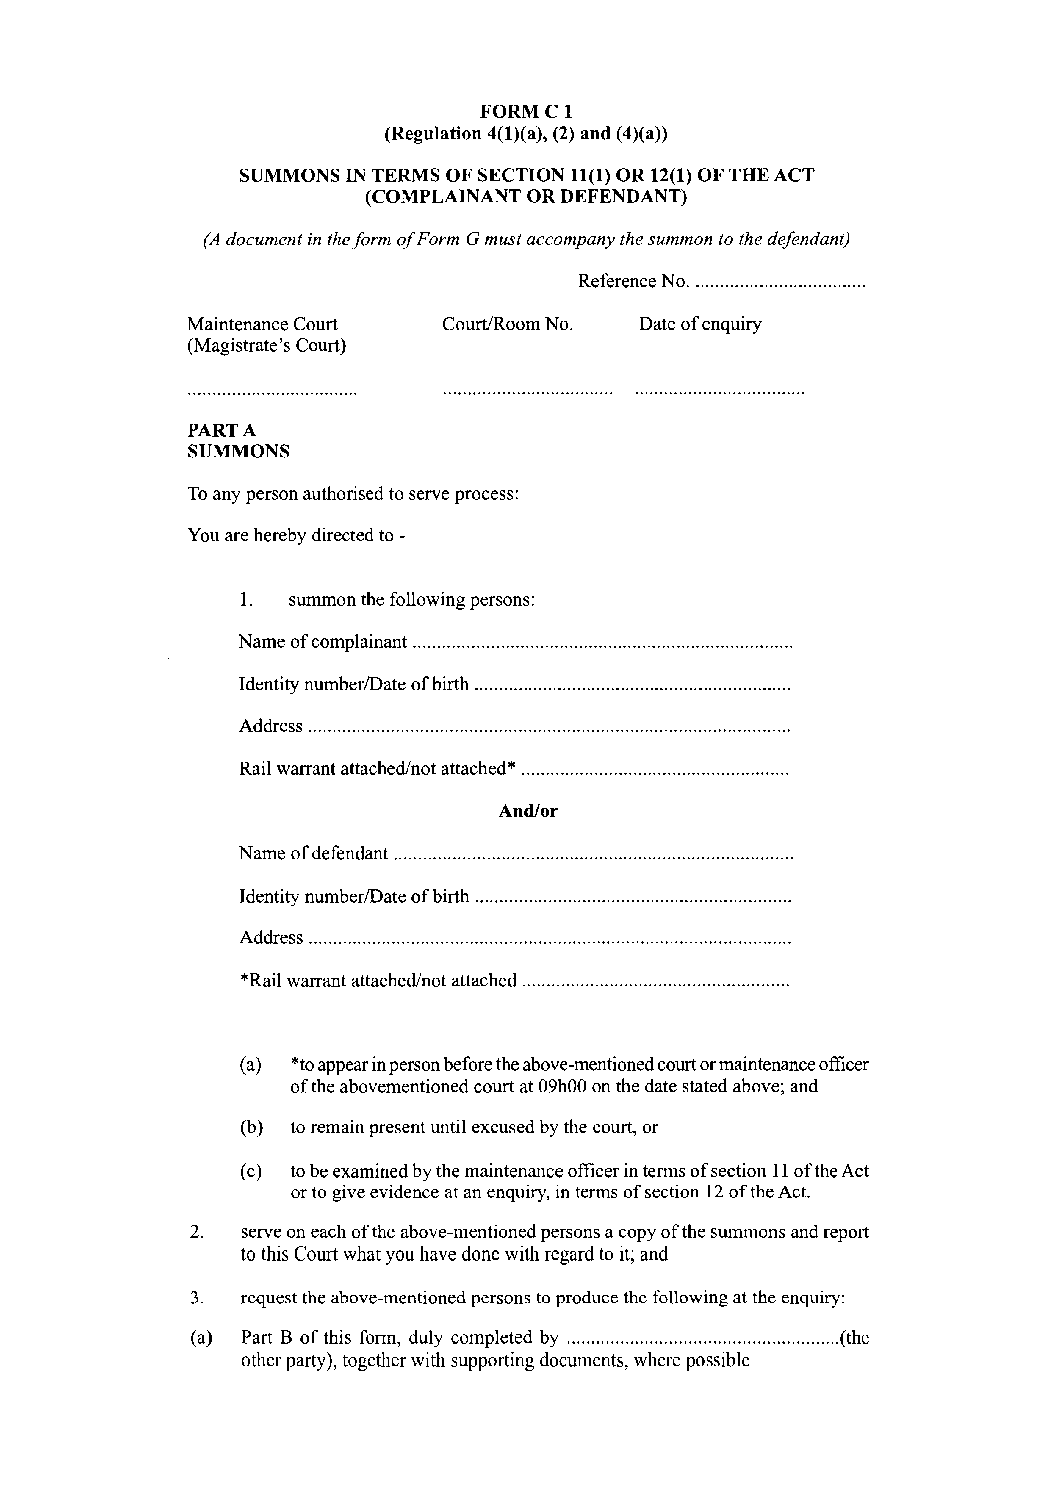 FORM C 1
(Regulation 4(1)(a), (2) and (4)(a))
SUMMONS IN TERMS OF SECTION 11(1) OR 12(1) OF THE ACT
(COMPLAINANT OR DEFENDANT)
(A document in the form of Form G must accompany the summon to the defendant)
Reference No. ...................................
Maintenance Court Court/Room No. Date of enquiry
(Magistrate's Court)
................................... ................................... ...................................
PART A
SUMMONS
To any person authorised to serve process:
You are hereby directed to -
1. summon the following persons:
Name of complainant ..............................................................................
Identity number/Date of birth .................................................................
Address ...................................................................................................
Rail warrant attached/not attached* .......................................................
And/or
Name of defendant ..................................................................................
Identity number/Date of birth .................................................................
Address ...................................................................................................
*Rail warrant attached/not attached .......................................................
(a) *to appear in person before the above-mentioned court or maintenance officer
of the abovementioned court at 09h00 on the date stated above; and
(b) to remain present until excused by the court, or
(c) to be examined by the maintenance officer in terms of section 11 of the Act
or to give evidence at an enquiry, in terms of section 12 of the Act.
2. serve on each of the above-mentioned persons a copy of the summons and report
to this Court what you have done with regard to it; and
3. request the above-mentioned persons to produce the following at the enquiry:
(a) Part B of this form, duly completed by ........................................................(the
other party), together with supporting documents, where possible